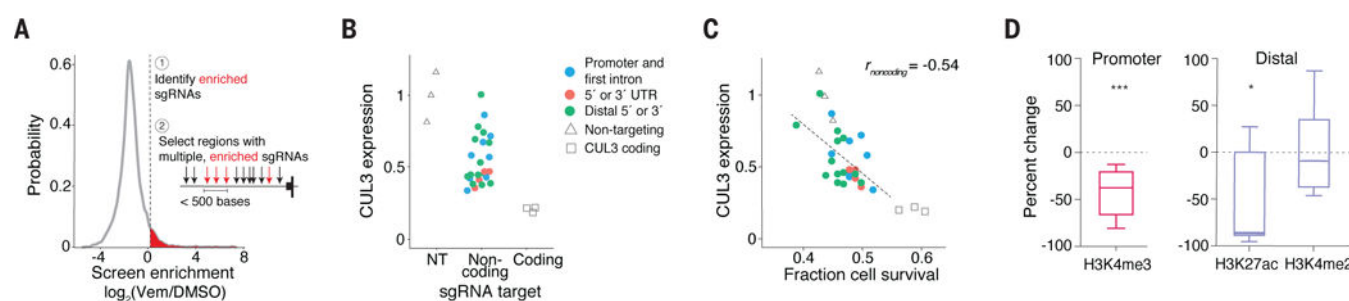 A
Probability
0.6
0.4
0.2
0
-4
0
4
8
Screen enrichment
log2(Vem/DMSO)
1
Identify enriched
sgRNAs
2
Select regions with
multiple, enriched sgRNAs
< 500 bases
B
CUL3 expression
1
0.5
0
NT
Non-
coding
Coding
sgRNA target
Promoter and
first intron
5´ or 3´ UTR
Distal 5´ or 3´
Non-targeting
CUL3 coding
C
CUL3 expression
1
0.5
0
0.4
0.5
0.6
Fraction cell survival
rnoncoding = -0.54
D
Percent change
Promoter
100
50
0
-50
-100
***
H3K4me3
Distal
100
50
0
-50
-100
*
H3K27ac
H3K4me2